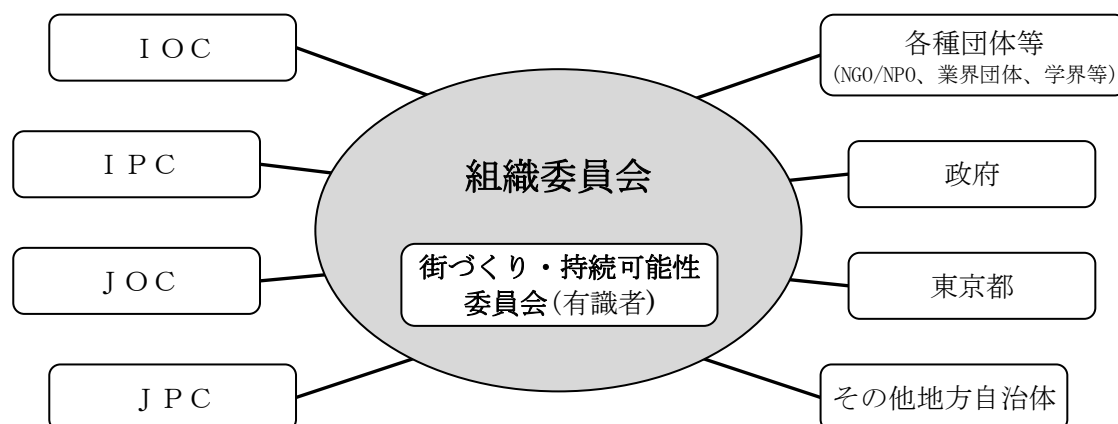 ＩＯＣ
ＩＰＣ
ＪＯＣ
ＪＰＣ
組織委員会
街づくり・持続可能性
委員会(有識者)
各種団体等
(NGO/NPO、業界団体、学界等)
政府
東京都
その他地方自治体